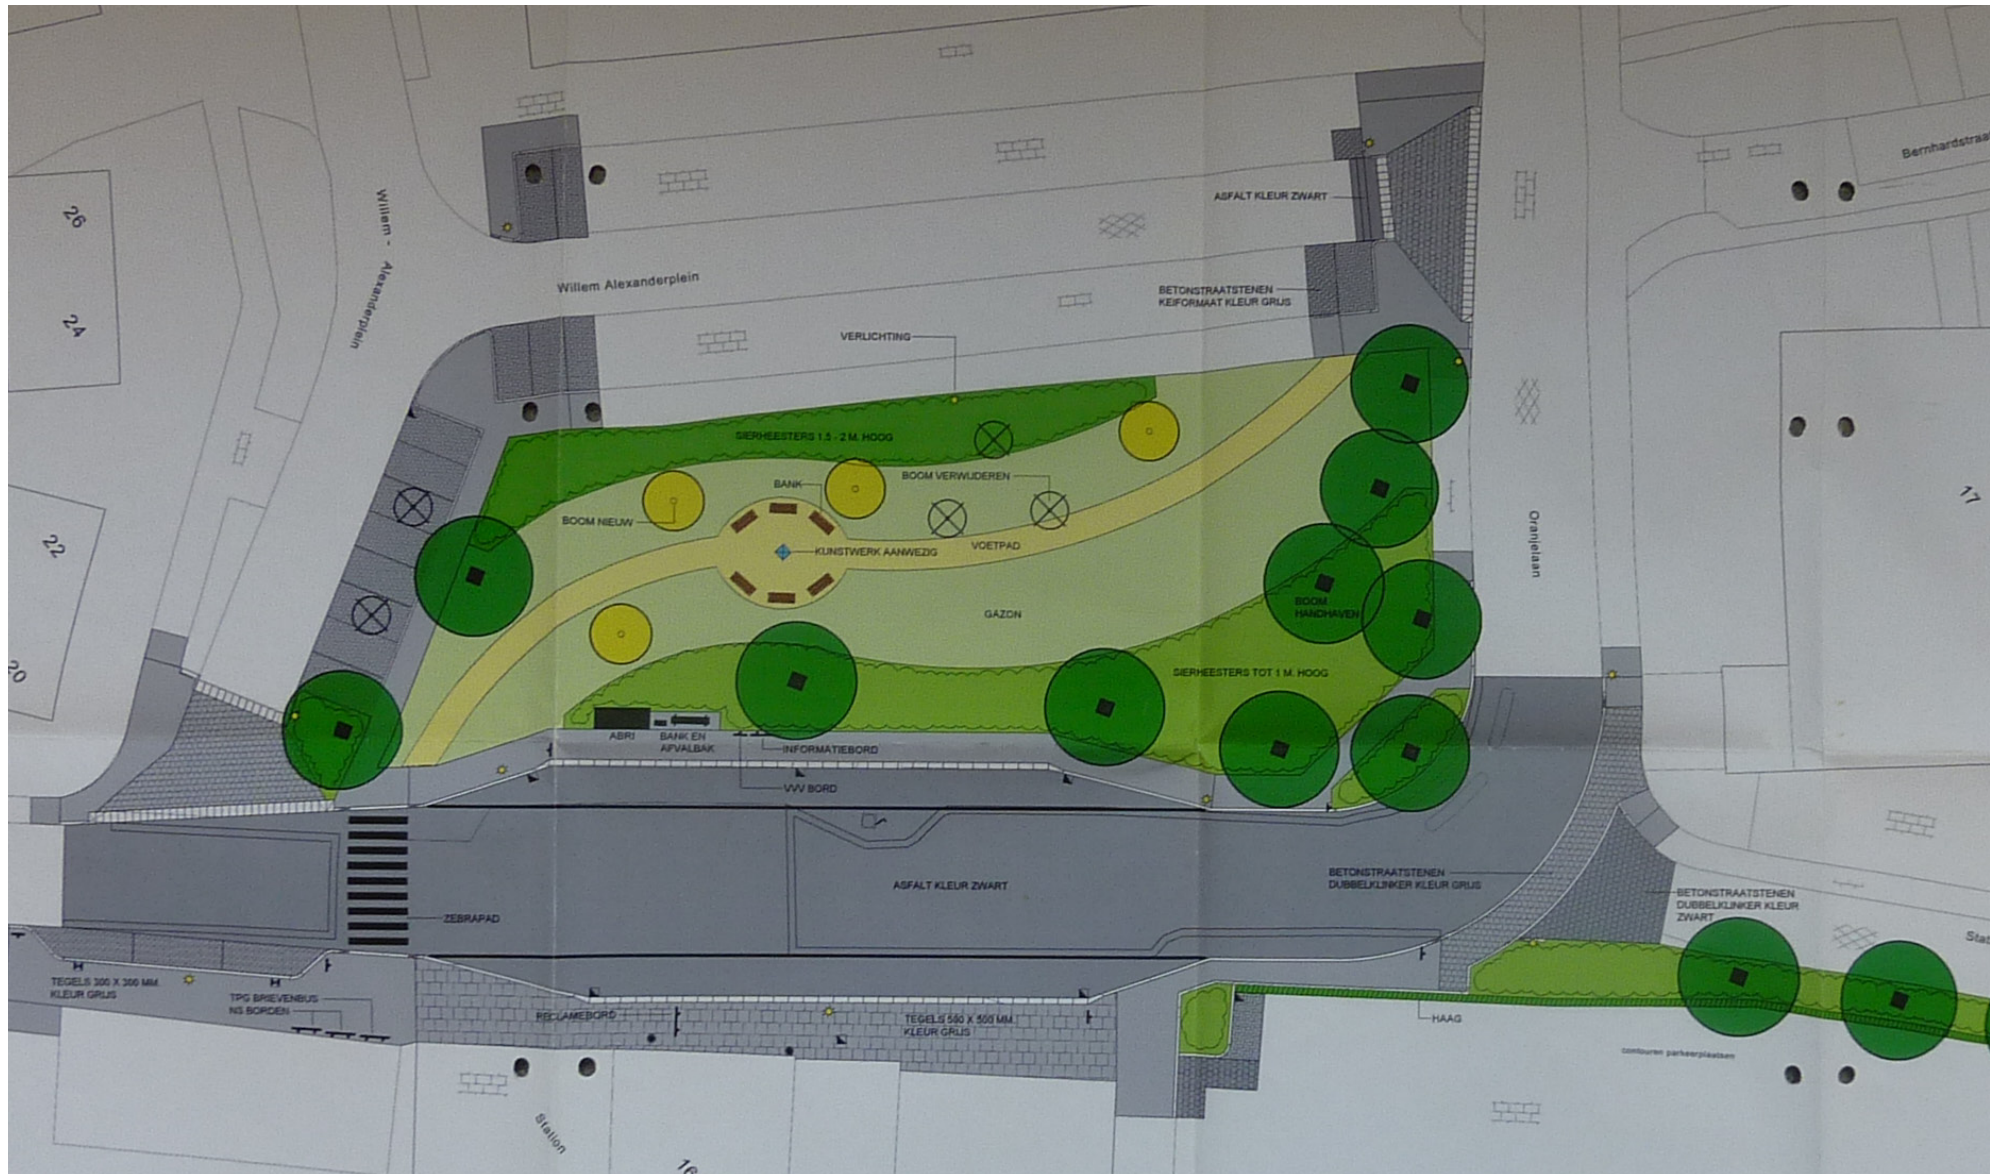 Bernhardstraa
26
ASFALT KLEUR ZWART
Willem - Alexanderplein
Willem Alexanderplein
BETONSTRAATSTENEN
KEIFORMAAT KLEUR GRIJS
24
VERLICHTING
SIERHEESTERS 1,5 - 2 M. HOOG
BOOM VERWIJDEREN
BANK
17
BOOM NIEUW
22
KUNSTWERK AANWEZIG
VOETPAD
Oranjelaan
GAZON
BOOM
HANDHAVEN
20
SIERHEESTERS TOT 1 M. HOOG
ABRI
BANK EN
AFVALBAK
INFORMATIEBORD
VVV BORD
BETONSTRAATSTENEN
DUBBELKLINKER KLEUR GRIJS
ASFALT KLEUR ZWART
BETONSTRAATSTENEN
DUBBELKLINKER KLEUR
ZWART
ZEBRAPAD
Stat
TEGELS 300 X 300 MM.
KLEUR GRIJS
TPG BRIEVENBUS
NS BORDEN
RECLAMEBORD
TEGELS 500 X 500 MM.
KLEUR GRIJS
HAAG
contouren parkeerplaatsen
Station
16